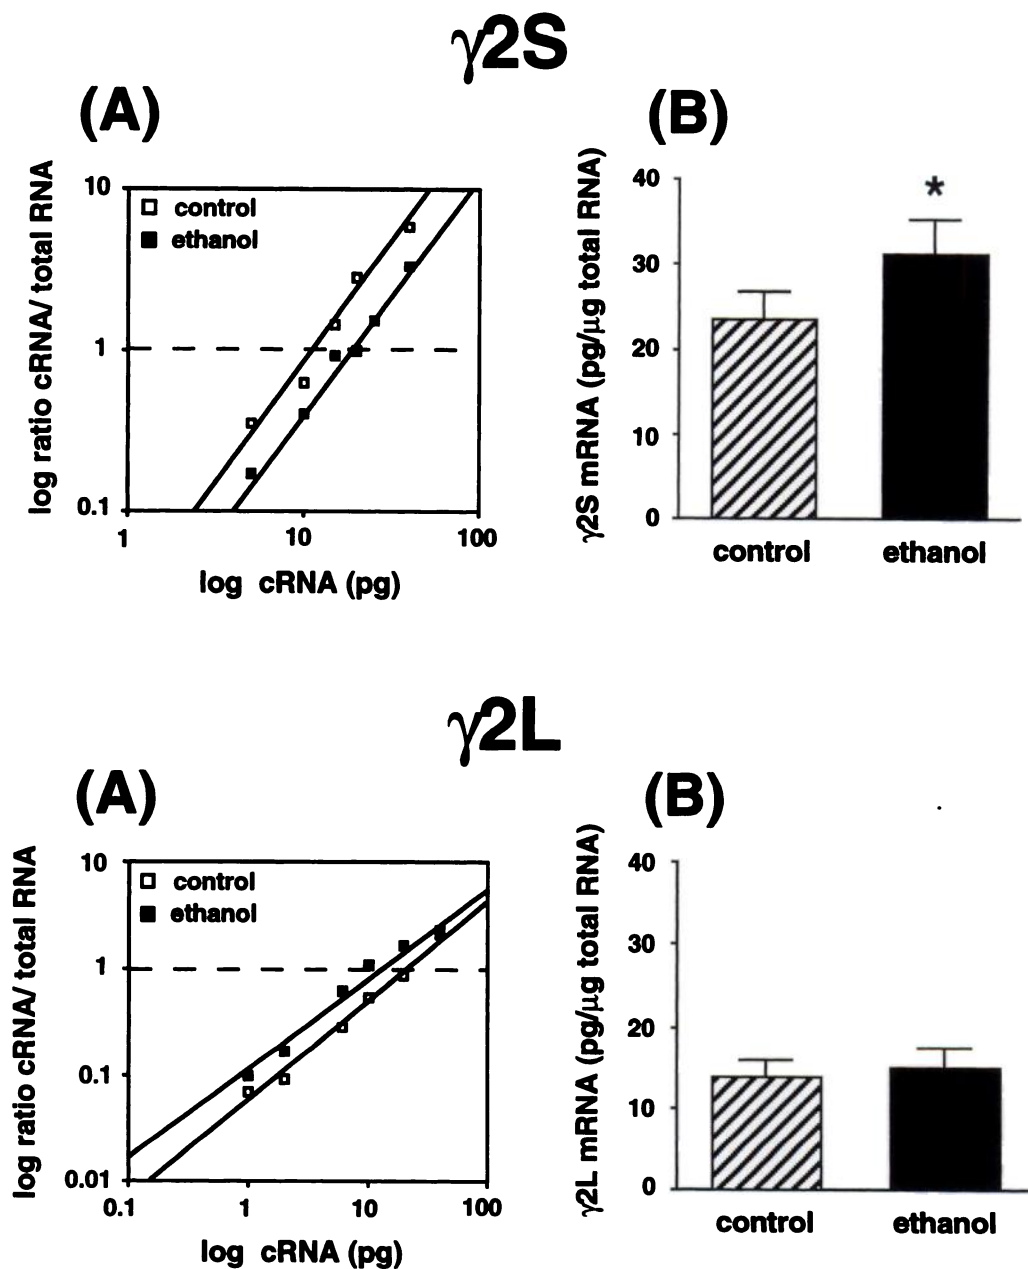 γ2S
(A)
log ratio cRNA/ total RNA
10
1
0.1
control
ethanol
1
10
100
log cRNA (pg)
(B)
γ2S mRNA (pg/μg total RNA)
40
30
20
10
0
*
control
ethanol
γ2L
(A)
log ratio cRNA/ total RNA
10
1
0.1
0.01
control
ethanol
0.1
1
10
100
log cRNA (pg)
(B)
γ2L mRNA (pg/μg total RNA)
40
30
20
10
0
control
ethanol